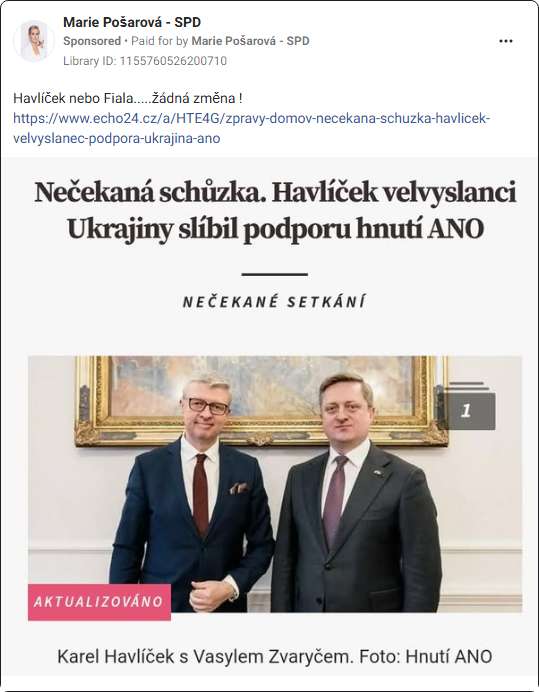 Marie Pošarová - SPD
Sponsored • Paid for by Marie Pošarová - SPD
Library ID: 1155760526200710
Havlíček nebo Fiala.....žádná změna !
https://www.echo24.cz/a/HTE4G/zpravy-domov-necekana-schuzka-havlicek-
velvyslanec-podpora-ukrajina-ano
Nečekaná schůzka. Havlíček velvyslanci
Ukrajiny slíbil podporu hnutí ANO
NEČEKANÉ SETKÁNÍ
1
AKTUALIZOVÁNO
Karel Havlíček s Vasylem Zvaryčem. Foto: Hnutí ANO